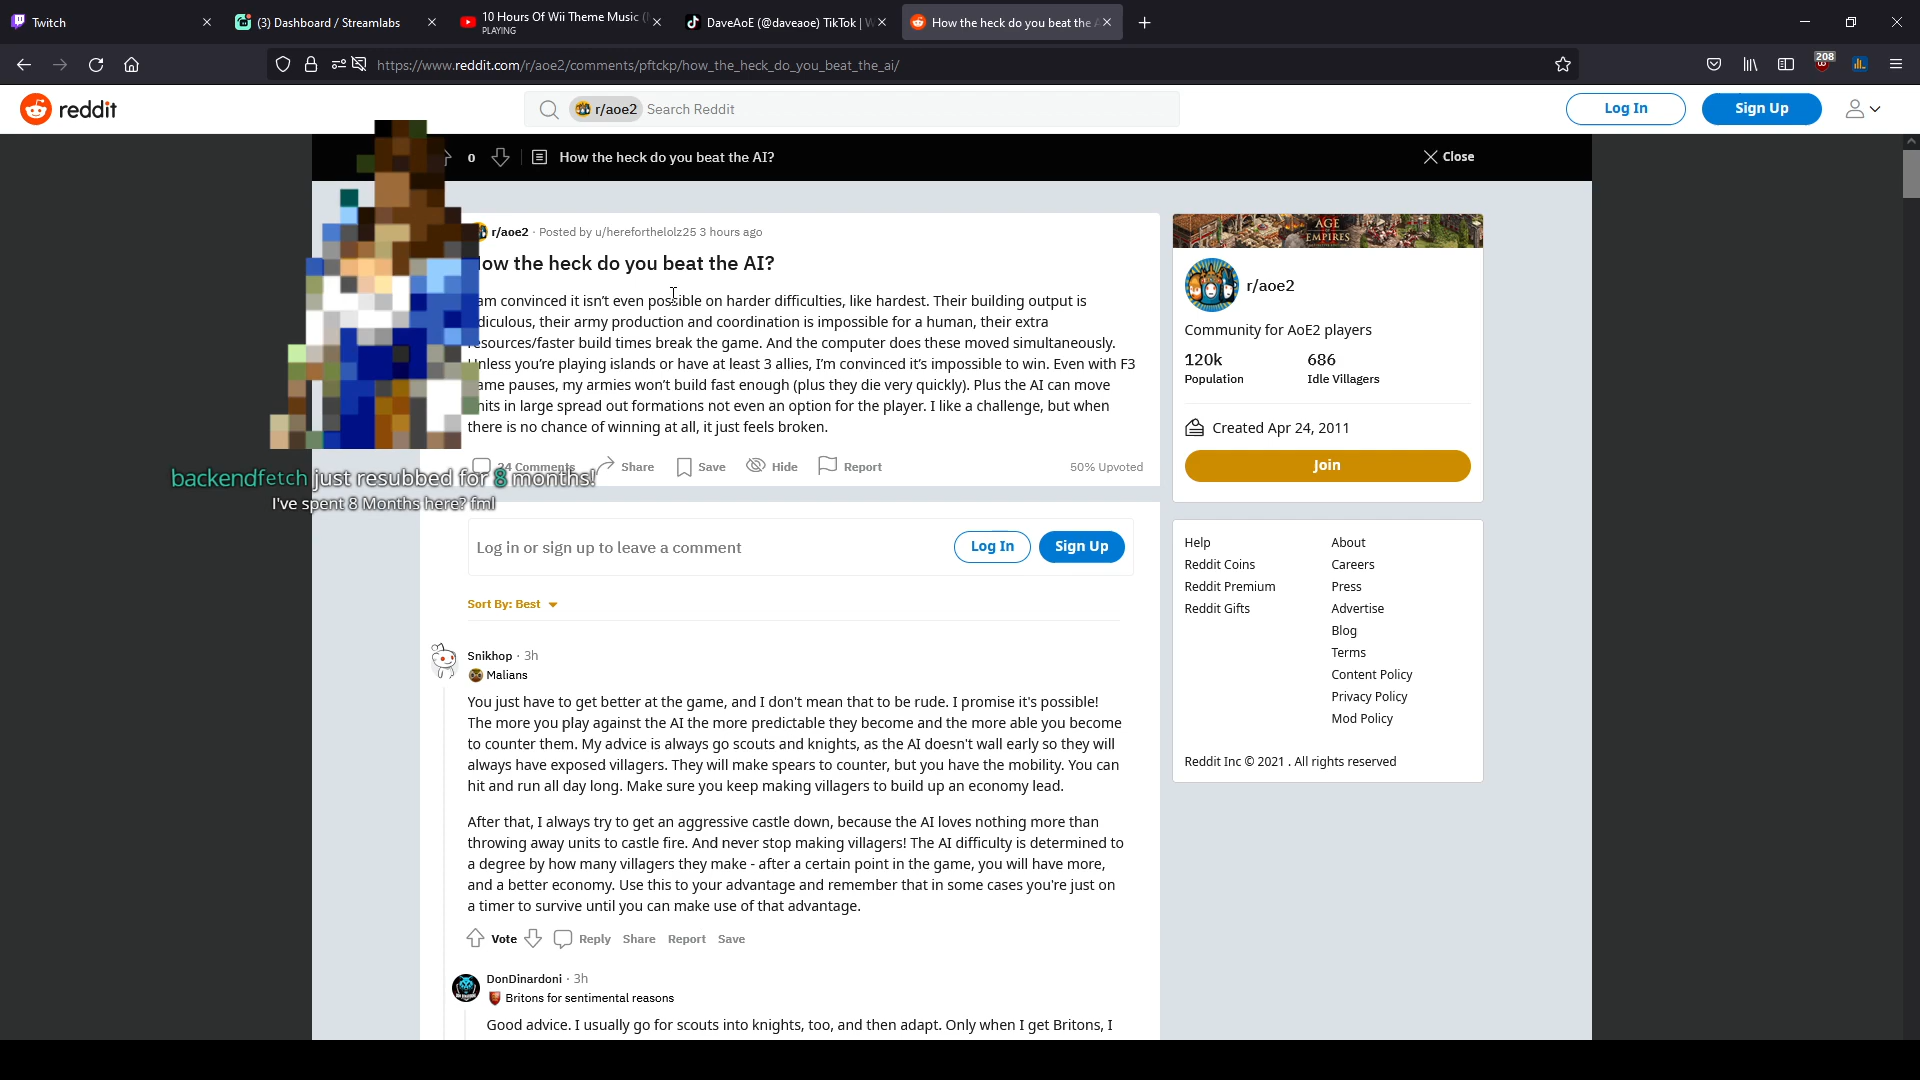 Twitch
(3) Dashboard / Streamlabs
10 Hours Of Wii Theme Music (
PLAYING
DaveAoE (@daveaoe) TikTok |
How the heck do you beat the
208
https://www.reddit.com/r/aoe2/comments/pftckp/how_the_heck_do_you_beat_the_ai/
reddit
r/aoe2 Search Reddit
Log In
Sign Up
0
How the heck do you beat the AI?
Close
r/aoe2 · Posted by u/hereforthelolz25 3 hours ago
ow the heck do you beat the AI?
am convinced it isn't even possible on harder difficulties, like hardest. Their building output is
diculous, their army production and coordination is impossible for a human, their extra
esources/faster build times break the game. And the computer does these moved simultaneously.
nless you're playing islands or have at least 3 allies, I'm convinced it's impossible to win. Even with F3
ame pauses, my armies won't build fast enough (plus they die very quickly). Plus the AI can move
nits in large spread out formations not even an option for the player. I like a challenge, but when
there is no chance of winning at all, it just feels broken.
24 Comments
Share
Save
Hide
Report
50% Upvoted
backendfetch just resubbed for 8 months!
I've spent 8 Months here? fml
Log in or sign up to leave a comment
Log In
Sign Up
Sort By: Best
Snikhop · 3h
Malians
You just have to get better at the game, and I don't mean that to be rude. I promise it's possible!
The more you play against the AI the more predictable they become and the more able you become
to counter them. My advice is always go scouts and knights, as the AI doesn't wall early so they will
always have exposed villagers. They will make spears to counter, but you have the mobility. You can
hit and run all day long. Make sure you keep making villagers to build up an economy lead.
After that, I always try to get an aggressive castle down, because the AI loves nothing more than
throwing away units to castle fire. And never stop making villagers! The AI difficulty is determined to
a degree by how many villagers they make - after a certain point in the game, you will have more,
and a better economy. Use this to your advantage and remember that in some cases you're just on
a timer to survive until you can make use of that advantage.
Vote
Reply
Share
Report
Save
DonDinardoni · 3h
Britons for sentimental reasons
Good advice. I usually go for scouts into knights, too, and then adapt. Only when I get Britons, I
AGE
EMPIRES
r/aoe2
Community for AoE2 players
120k
686
Population
Idle Villagers
Created Apr 24, 2011
Join
Help
About
Reddit Coins
Careers
Reddit Premium
Press
Reddit Gifts
Advertise
Blog
Terms
Content Policy
Privacy Policy
Mod Policy
Reddit Inc © 2021 . All rights reserved